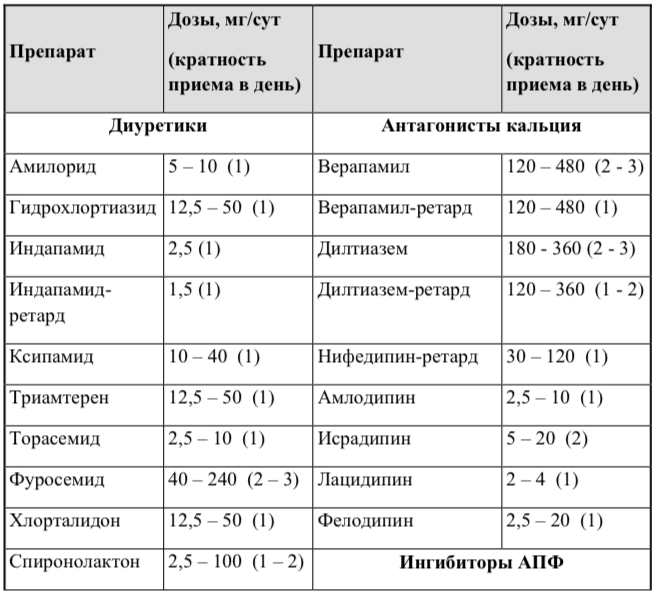 Препарат Дозы, мг/сут Препарат Дозы, мг/сут
(кратность (кратность
приема в день) приема в день)
Диуретики Антагонисты кальция
Амилорид 5 – 10 (1) Верапамил 120 – 480 (2 - 3)
Гидрохлортиазид 12,5 – 50 (1) Верапамил-ретард 120 – 480 (1)
Индапамид 2,5 (1) Дилтиазем 180 - 360 (2 - 3)
Индапамид- 1,5 (1) Дилтиазем-ретард 120 – 360 (1 - 2)
ретард
Ксипамид 10 – 40 (1) Нифедипин-ретард 30 – 120 (1)
Триамтерен 12,5 – 50 (1) Амлодипин 2,5 – 10 (1)
Торасемид 2,5 – 10 (1) Исрадипин 5 – 20 (2)
Фуросемид 40 – 240 (2 – 3) Лацидипин 2 – 4 (1)
Хлорталидон 12,5 – 50 (1) Фелодипин 2,5 – 20 (1)
Спиронолактон 2,5 – 100 (1 – 2) Ингибиторы АПФ